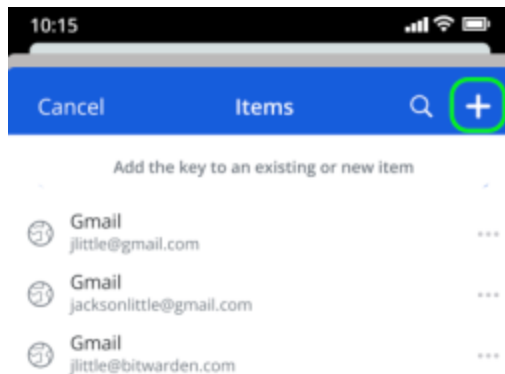 10:15
Cancel Items
Add the key to an existing or new item
Gmail
jlittle@gmail.com
Gmail
jacksonlittle@gmail.com
Gmail
jlittle@bitwarden.com